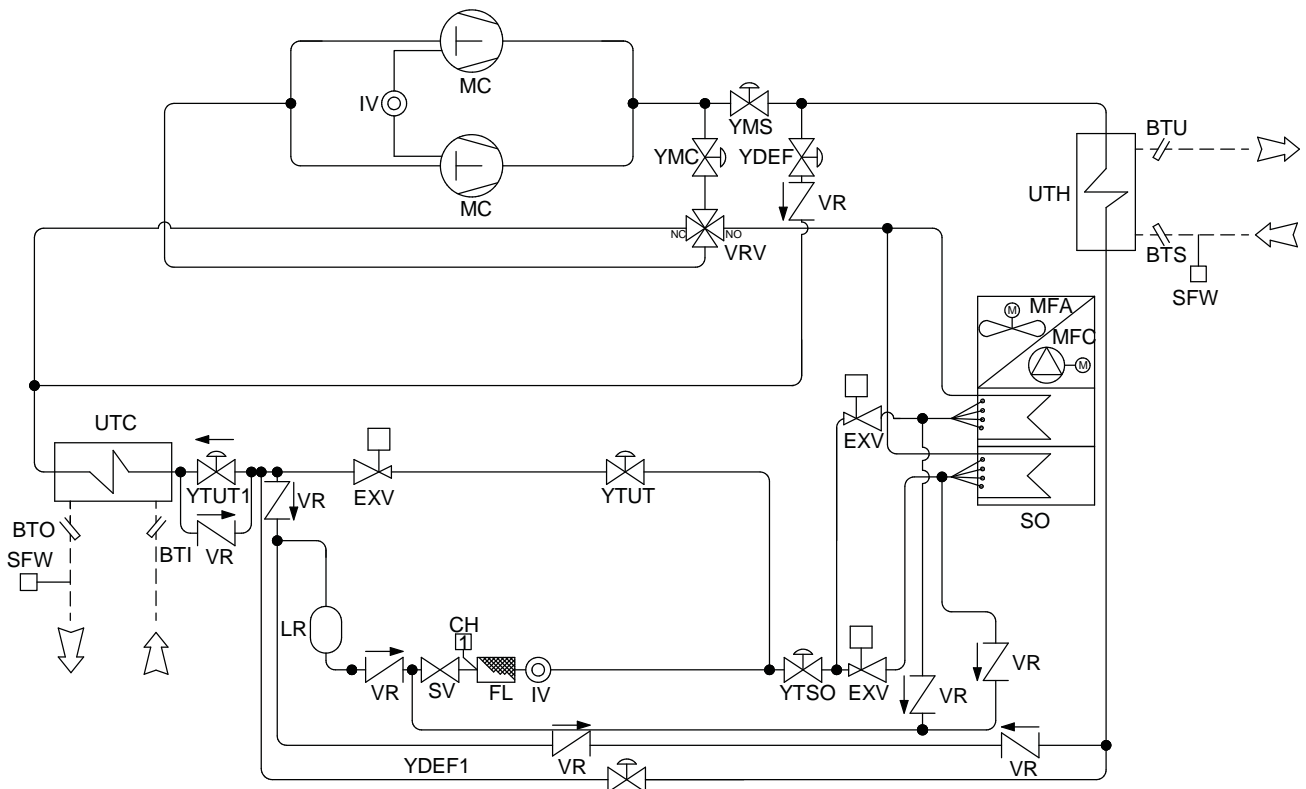 MC
IV
YMS
BTU
YMC
YDEF
UTH
MC
VR
NC
NO
VRV
BTS
SFW
M
MFA
MFC
M
UTC
EXV
YTUT1
EXV
YTUT
VR
SO
BTO
BTI
VR
SFW
LR
CH
1
VR
VR
SV
FL
IV
YTSO
EXV
VR
YDEF1
VR
VR